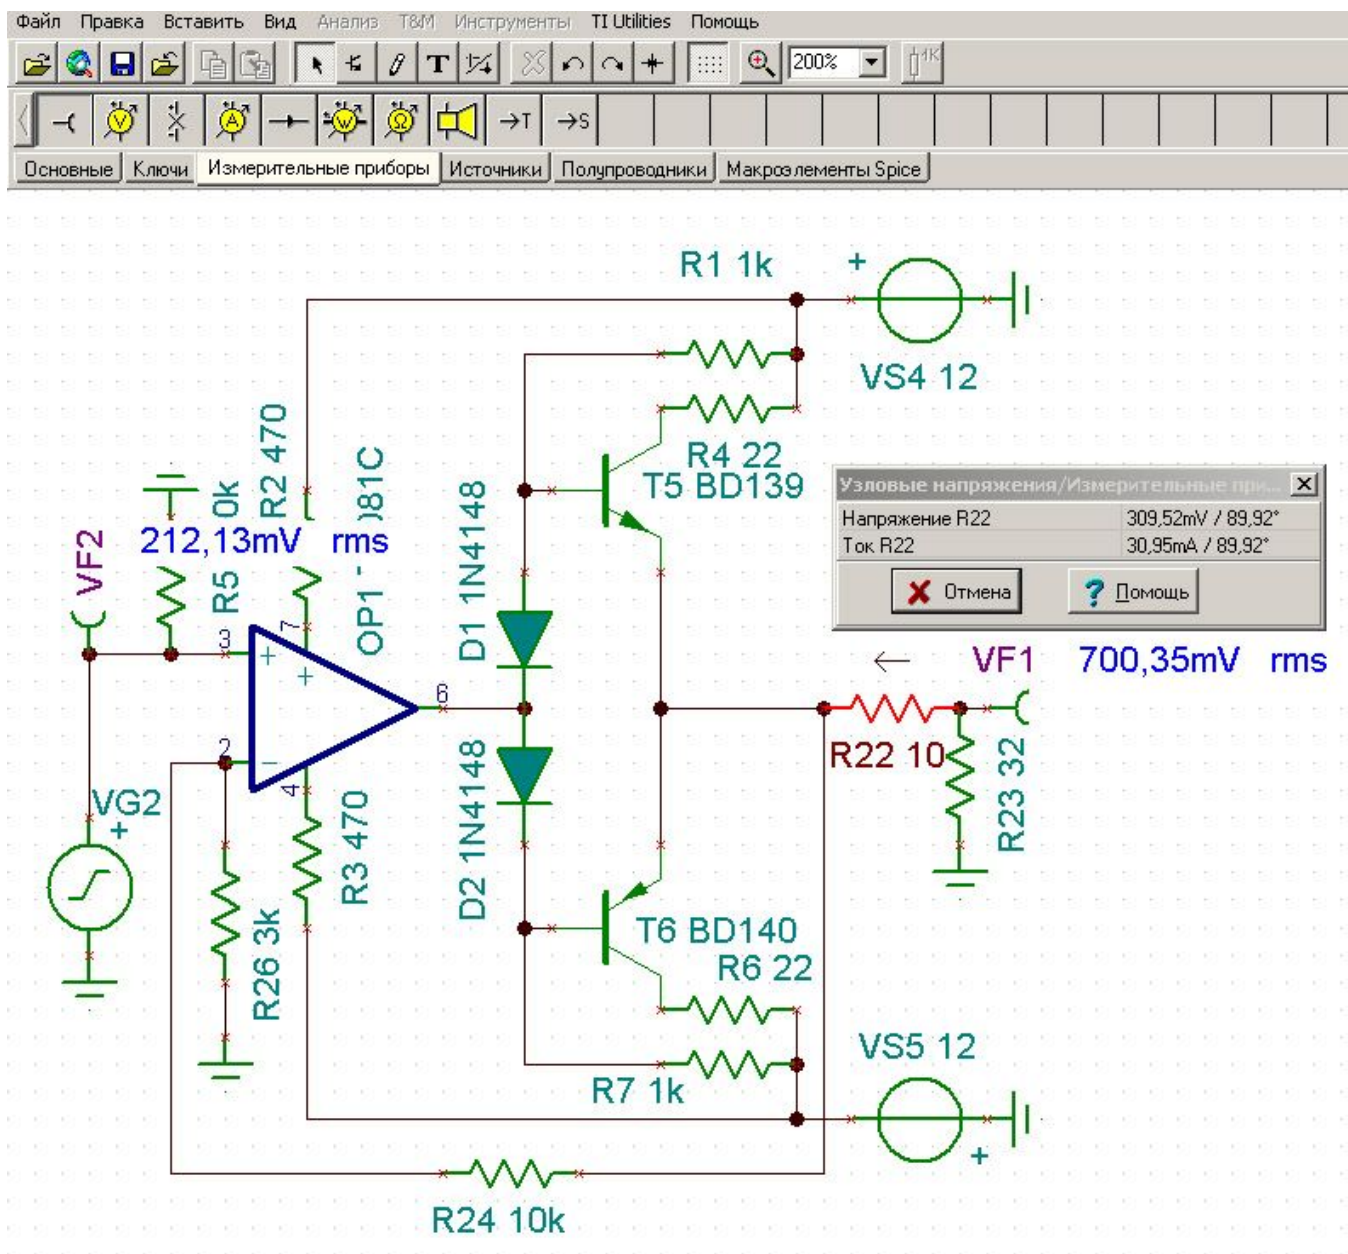 Файл Правка Вставить Вид Анализ T&M Инструменты TI Utilities Помощь
T 200% 1K
V A W Ω →T →S
Основные Ключи Измерительные приборы Источники Полупроводники Макроэлементы Spice
R1 1k
+
VS4 12
R4 22
T5 BD139
R2 470
081C
OP1 -
D1 1N4148
Узловые напряжения/Измерительные при...
Напряжение R22 309,52mV / 89,92°
Ток R22 30,95mA / 89,92°
Отмена
? Помощь
VF2
212,13mV rms
R5 0k
3
7
+
+
6
2
−
4
VF1 700,35mV rms
R22 10
R23 32
VG2
+
R3 470
D2 1N4148
R26 3k
T6 BD140
R6 22
VS5 12
+
R7 1k
R24 10k